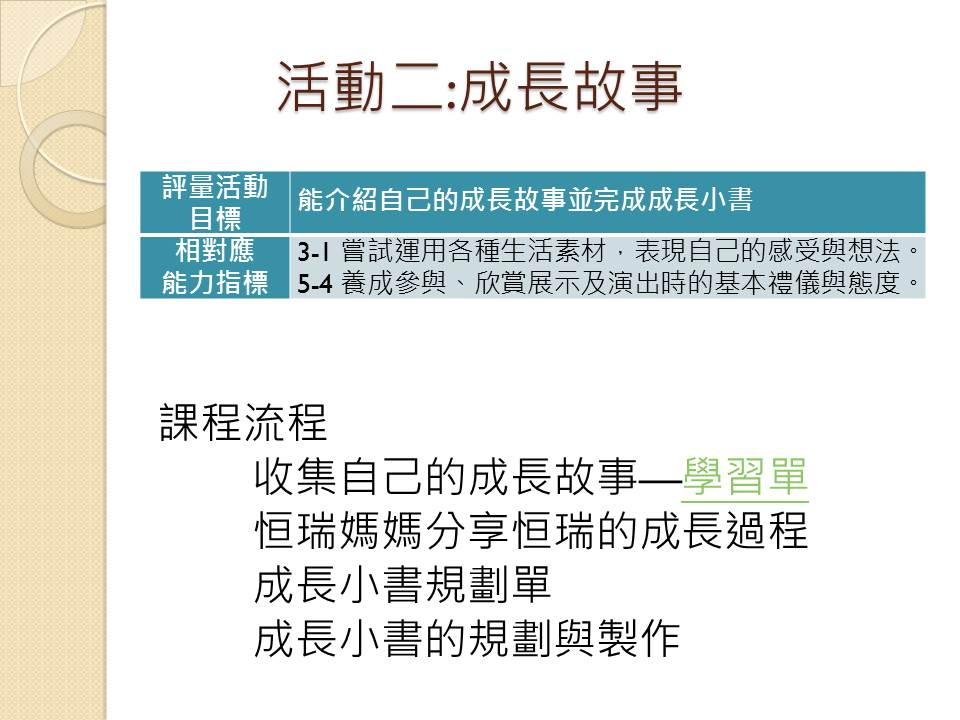 活動二:成長故事
評量活動
目標
能介紹自己的成長故事並完成成長小書
相對應
能力指標
3-1 嘗試運用各種生活素材，表現自己的感受與想法。
5-4 養成參與、欣賞展示及演出時的基本禮儀與態度。
課程流程
收集自己的成長故事—學習單
恒瑞媽媽分享恒瑞的成長過程
成長小書規劃單
成長小書的規劃與製作